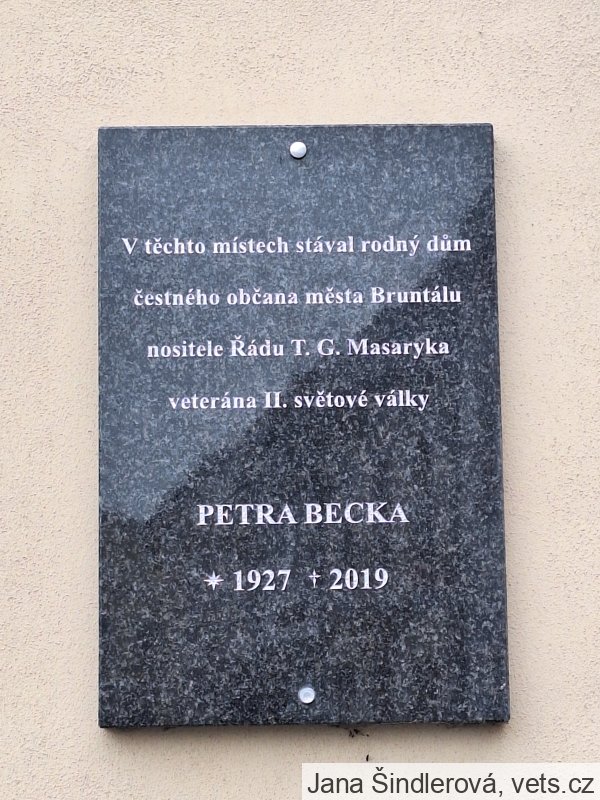 V těchto místech stával rodný dům
čestného občana města Bruntálu
nositele Řádu T. G. Masaryka
veterána II. světové války
PETRA BECKA
* 1927 † 2019
Jana Šindlerová, vets.cz